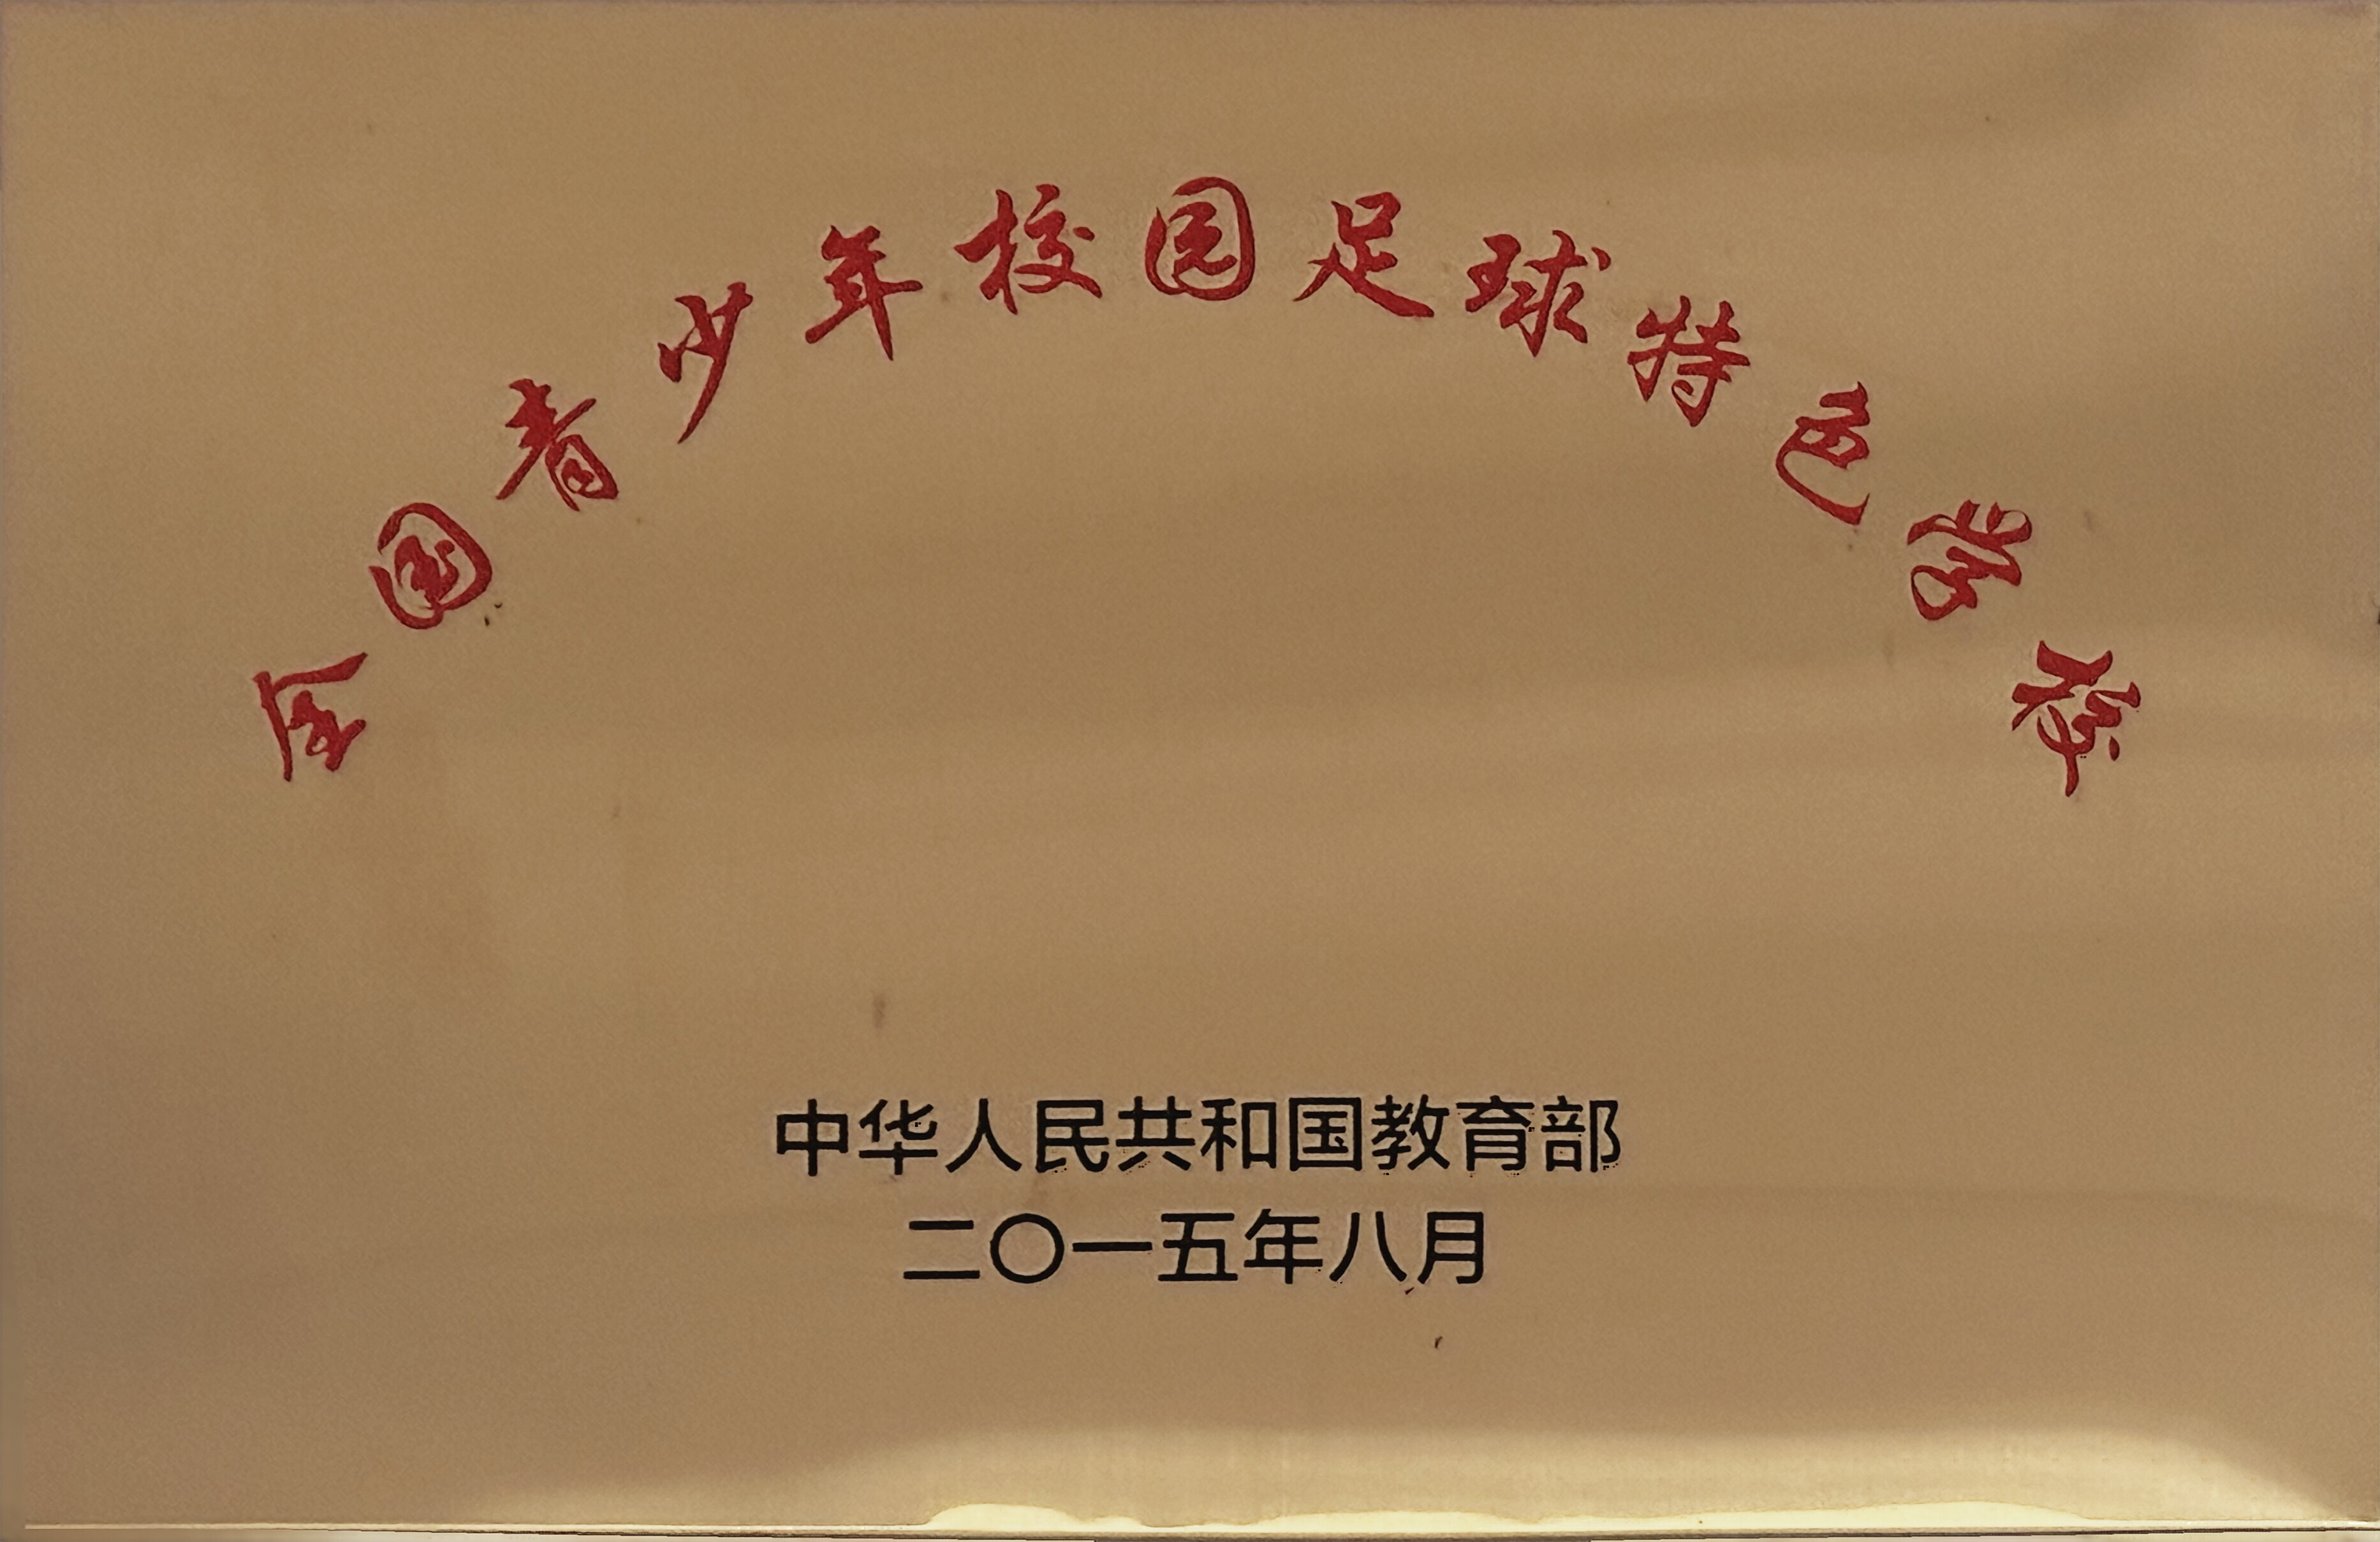 全国青少年校园足球特色学校
中华人民共和国教育部
二〇一五年八月